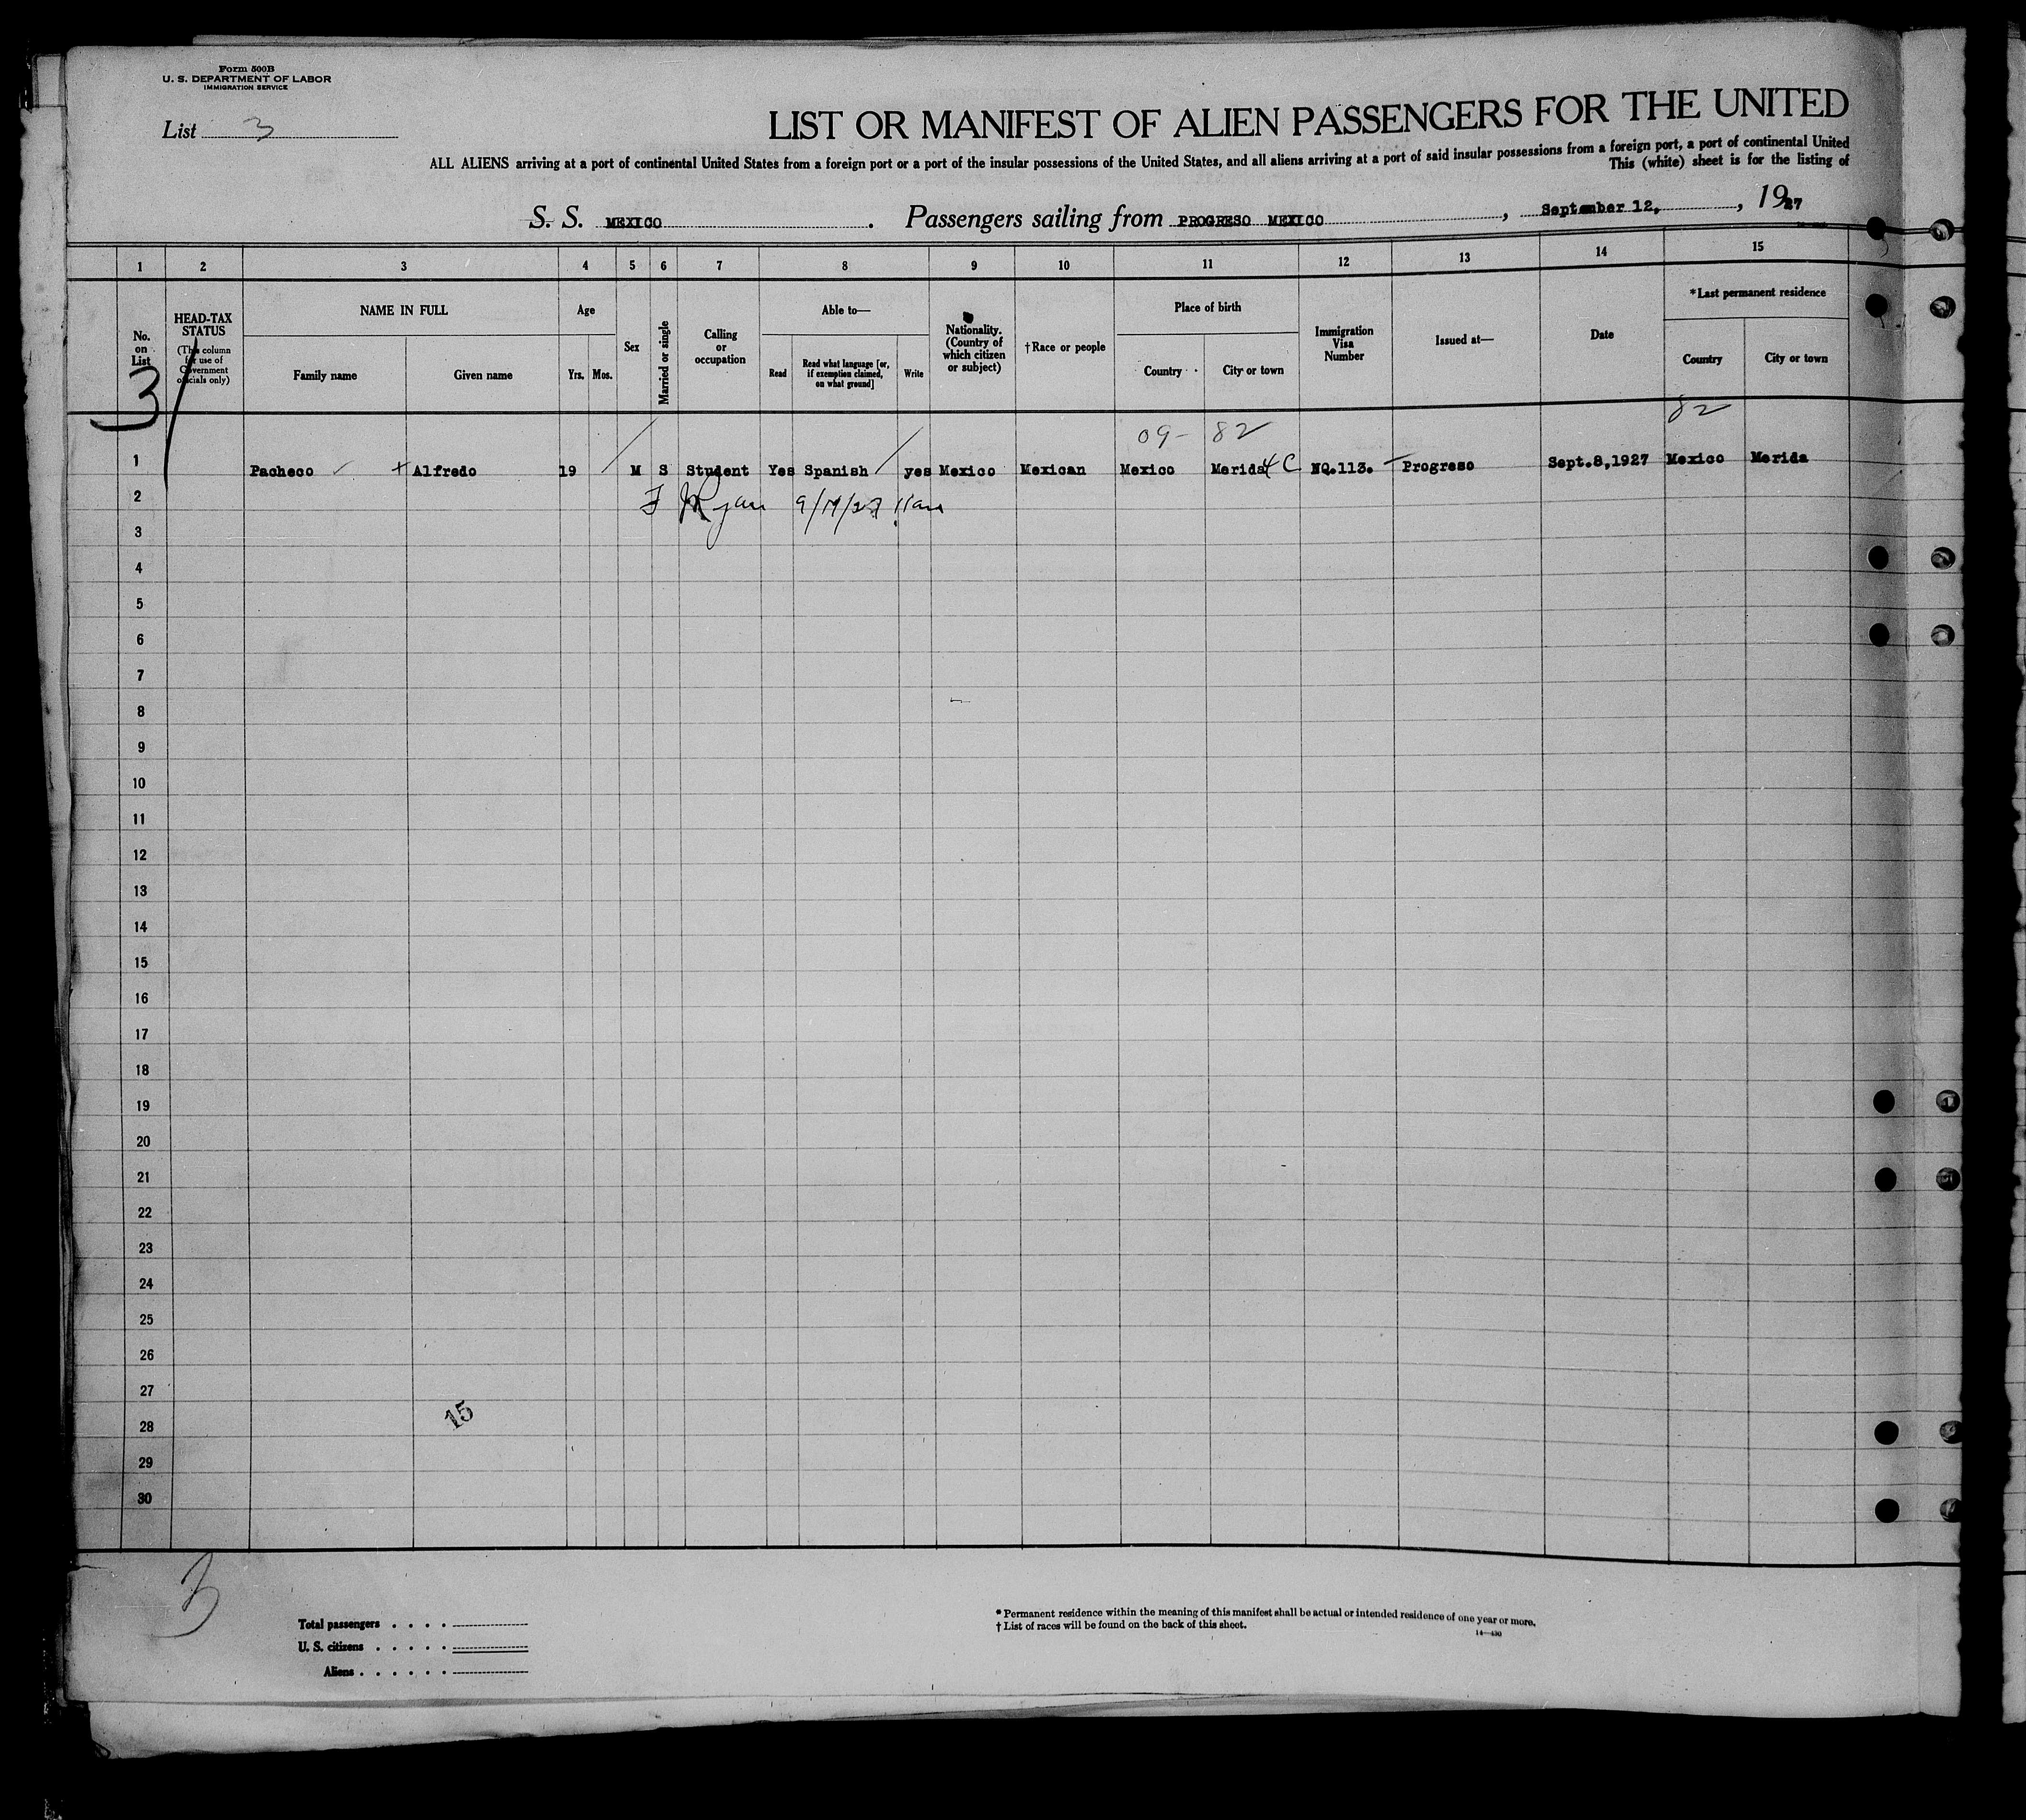 Form 500B
U. S. DEPARTMENT OF LABOR
IMMIGRATION SERVICE
List 3
LIST OR MANIFEST OF ALIEN PASSENGERS FOR THE UNITED
ALL ALIENS arriving at a port of continental United States from a foreign port or a port of the insular possessions of the United States, and all aliens arriving at a port of said insular possessions from a foreign port, a port of continental United
This (white) sheet is for the listing of
S. S. MEXICO. Passengers sailing from PROGRESO MEXICO, September 12, , 1927
1 2 3 4 5 6 7 8 9 10 11 12 13 14 15
No. on List
HEAD-TAX STATUS (This column for use of Government officials only)
NAME IN FULL
Family name Given name
Age
Yrs. Mos.
Sex
Married or single
Calling or occupation
Able to—
Read Read what language [or, if exemption claimed, on what ground] Write
Nationality. (Country of which citizen or subject)
†Race or people
Place of birth
Country City or town
Immigration Visa Number
Issued at—
Date
*Last permanent residence
Country City or town
3
09- 82 82
1 Pacheco Alfredo 19 M S Student Yes Spanish yes Mexico Mexican Mexico Merida NO.113. Progreso Sept.8,1927 Mexico Merida
2 Ryan
3
4
5
6
7
8
9
10
11
12
13
14
15
16
17
18
19
20
21
22
23
24
25
26
27
28
29
30
15
3
Total passengers
U. S. citizens
Aliens
* Permanent residence within the meaning of this manifest shall be actual or intended residence of one year or more.
† List of races will be found on the back of this sheet.